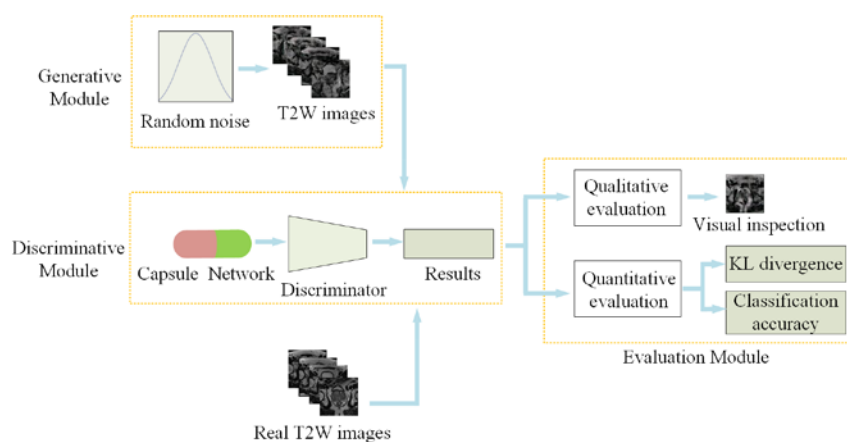 Generative
Module
Random noise
T2W images
Discriminative
Module
Capsule
Network
Discriminator
Results
Real T2W images
Qualitative
evaluation
Visual inspection
Quantitative
evaluation
KL divergence
Classification
accuracy
Evaluation Module